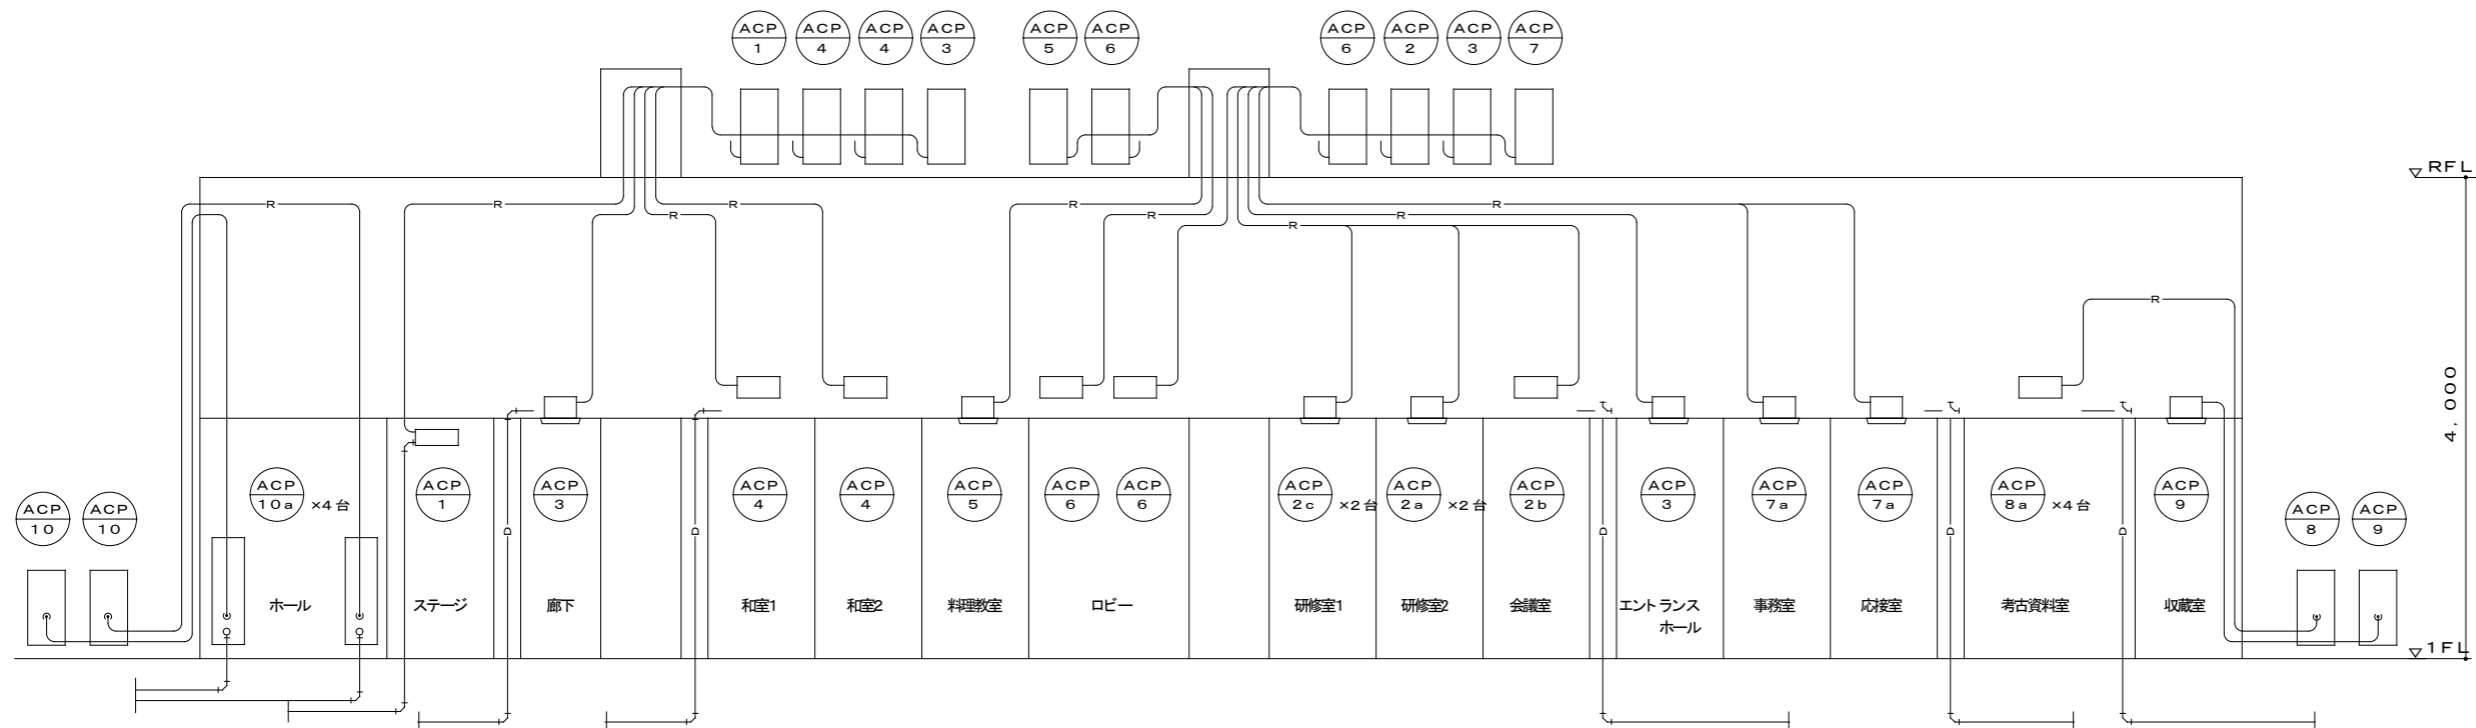 ACP ACP ACP ACP ACP ACP ACP ACP ACP ACP
1 4 4 3 5 6 6 2 3 7
RFL
R R R R R R
R R R
R
R
4,000
ACP ACP ACP ACP ACP ACP ACP ACP ACP ACP ACP ACP ACP ACP ACP ACP
10a ×4台 1 3 4 4 5 6 6 2c ×2台 2a ×2台 2b 3 7a 7a 8a ×4台 9
ACP ACP ACP ACP
10 10 8 9
D D D D D
ホール ステージ 廊下 和室1 和室2 料理教室 ロビー 研修室1 研修室2 会議室 エントランス 事務室 応接室 考古資料室 収蔵室
ホール
1FL